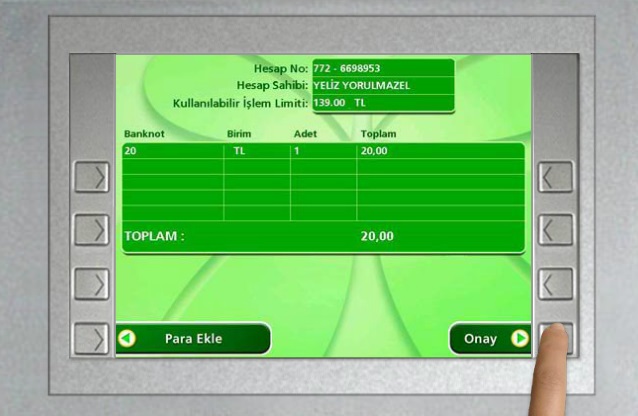 Hesap No: 772 - 6698953
Hesap Sahibi: YELİZ YORULMAZEL
Kullanılabilir İşlem Limiti: 139.00 TL
Banknot Birim Adet Toplam
20 TL 1 20,00
TOPLAM : 20,00
Para Ekle Onay